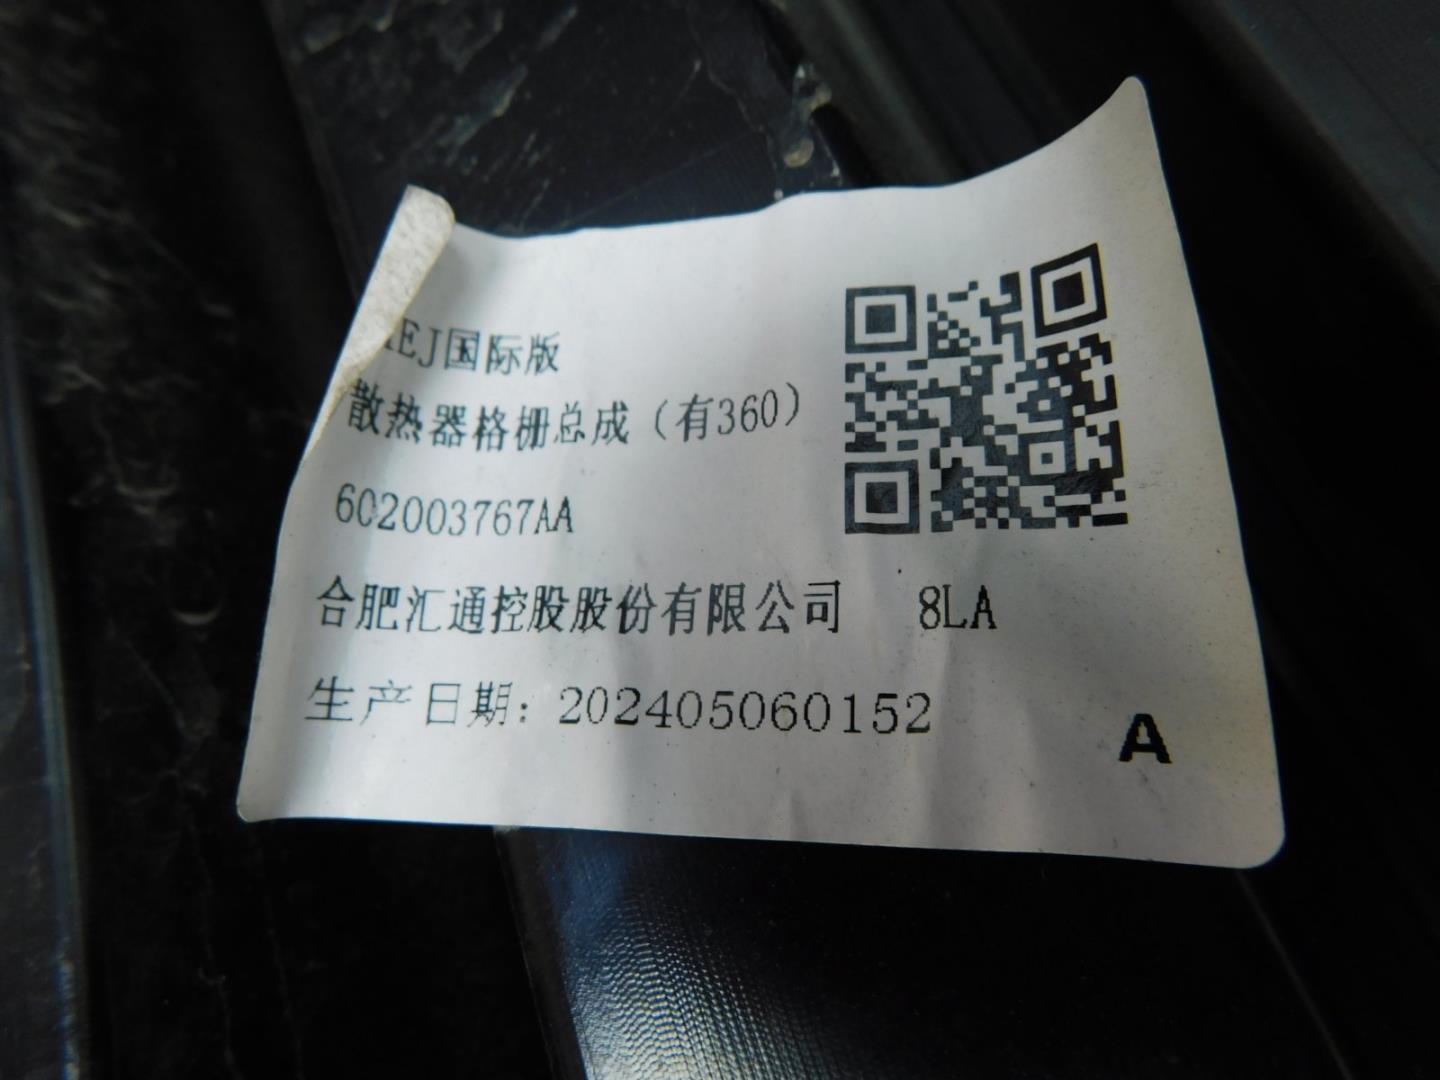 EJ国际版
散热器格栅总成（有360）
602003767AA
合肥汇通控股股份有限公司 8LA
生产日期: 202405060152
A